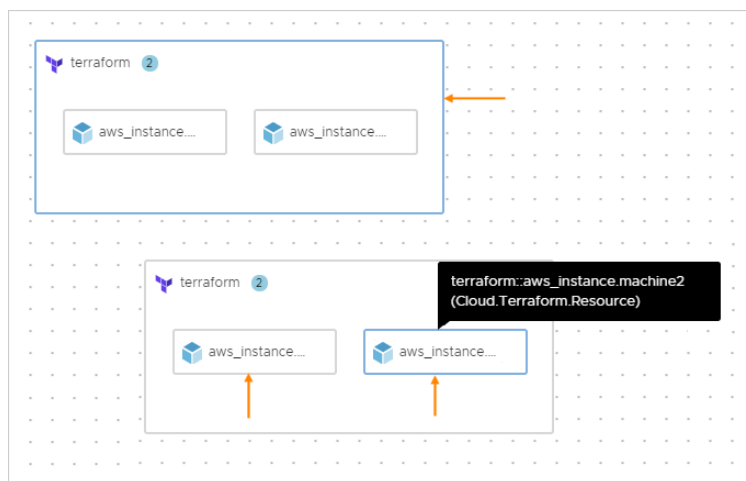 terraform 2
aws_instance.... aws_instance....
terraform 2
terraform::aws_instance.machine2
(Cloud.Terraform.Resource)
aws_instance.... aws_instance....